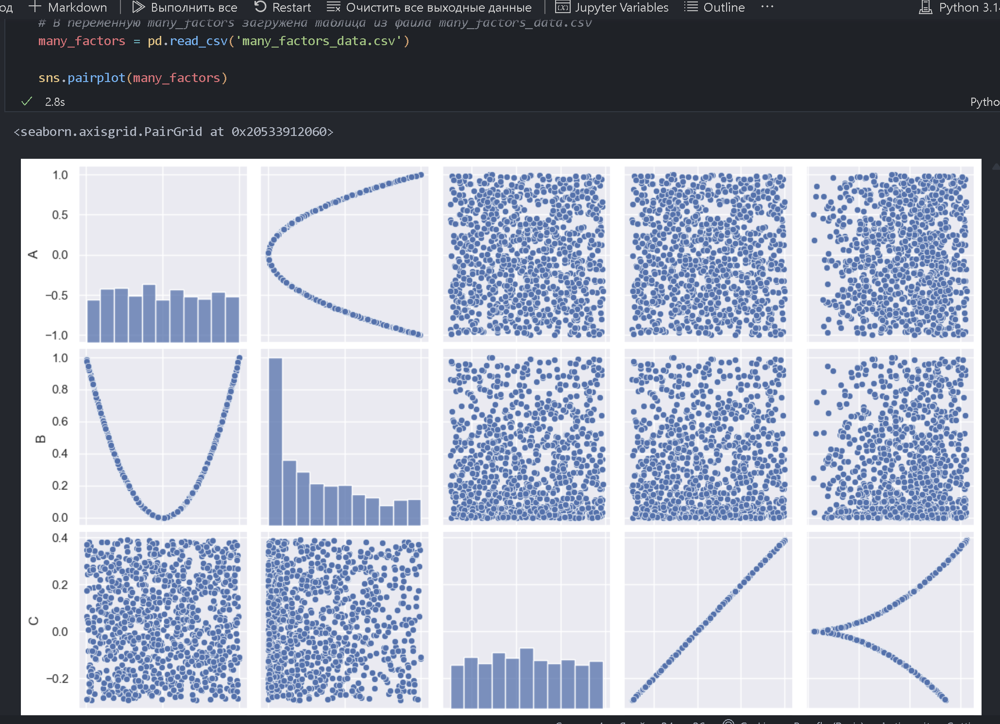 од + Markdown Выполнить все Restart Очистить все выходные данные (x) Jupyter Variables Outline ... Python 3.1
# В переменную many_factors загружена таблица из файла many_factors_data.csv
many_factors = pd.read_csv('many_factors_data.csv')
sns.pairplot(many_factors)
2.8s
Pytho
<seaborn.axisgrid.PairGrid at 0x20533912060>
1.0
0.5
A
0.0
−0.5
−1.0
1.0
0.8
0.6
B
0.4
0.2
0.0
0.4
0.2
C
0.0
−0.2